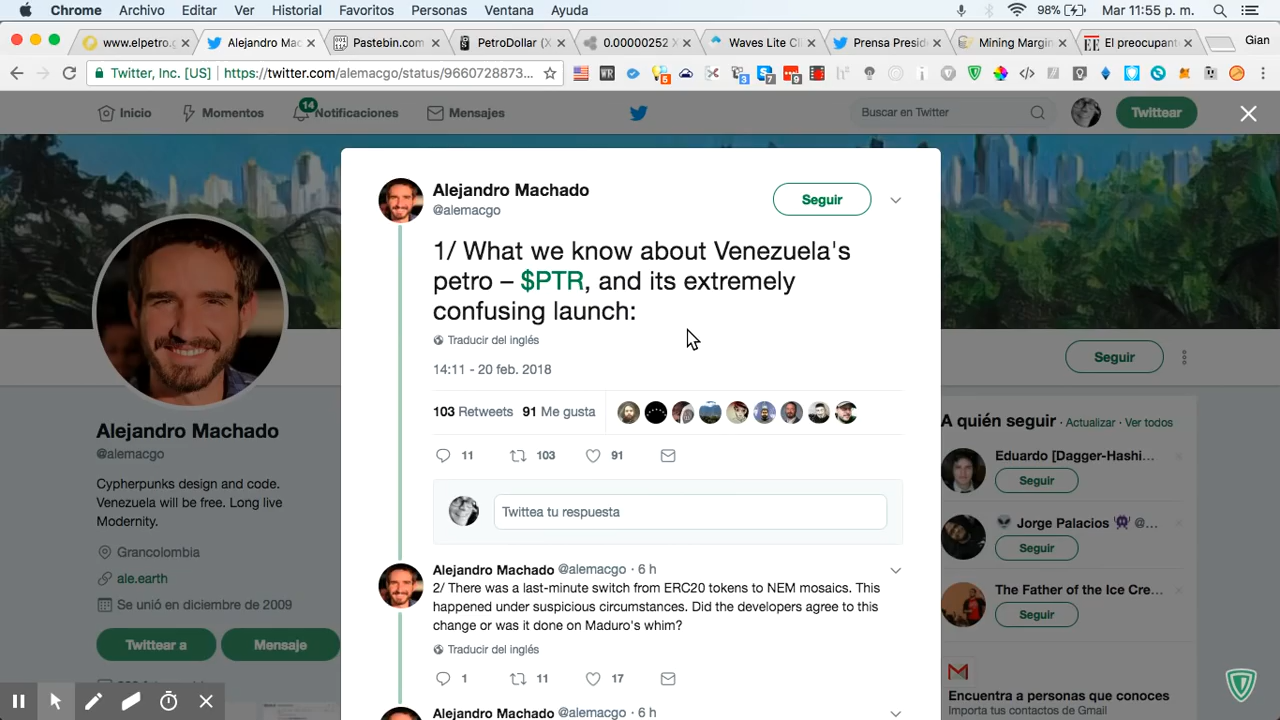 Chrome Archivo Editar Ver Historial Favoritos Personas Ventana Ayuda 98% Mar 11:55 p. m.
www.elpetro.g Alejandro Mac Pastebin.com PetroDollar (X 0.00000252 X Waves Lite Cli Prensa Presid Mining Margin El preocupant Gian
Twitter, Inc. [US] https://twitter.com/alemacgo/status/9660728873...
Inicio Momentos 14 Notificaciones Mensajes Buscar en Twitter Twittear
Alejandro Machado
@alemacgo
Seguir
1/ What we know about Venezuela's
petro – $PTR, and its extremely
confusing launch:
Traducir del inglés
14:11 - 20 feb. 2018
103 Retweets 91 Me gusta
11 103 91
Twittea tu respuesta
Alejandro Machado @alemacgo · 6 h
2/ There was a last-minute switch from ERC20 tokens to NEM mosaics. This
happened under suspicious circumstances. Did the developers agree to this
change or was it done on Maduro's whim?
Traducir del inglés
1 11 17
Alejandro Machado @alemacgo · 6 h
Alejandro Machado
@alemacgo
Cypherpunks design and code.
Venezuela will be free. Long live
Modernity.
Grancolombia
ale.earth
Se unió en diciembre de 2009
Twittear a Mensaje
Seguir
A quién seguir · Actualizar · Ver todos
Eduardo [Dagger-Hashi...
Seguir
Jorge Palacios @...
Seguir
The Father of the Ice Cre...
Seguir
Encuentra a personas que conoces
Importa tus contactos de Gmail